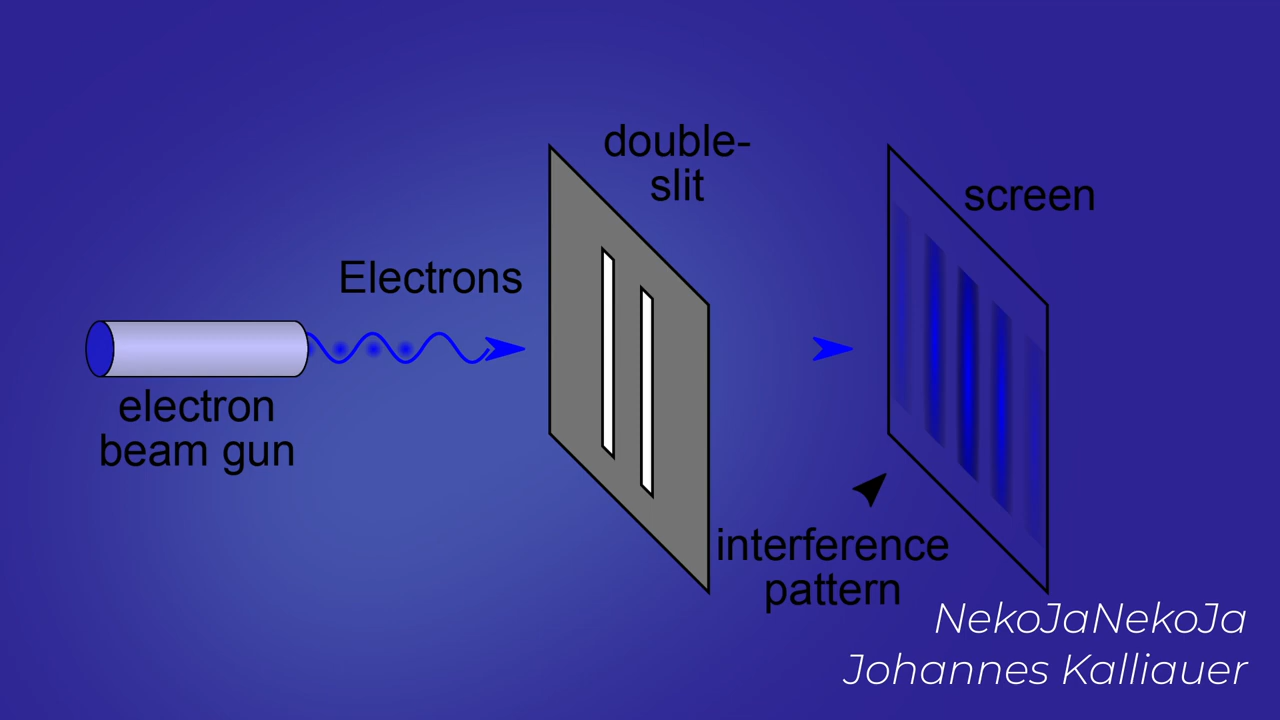 double-
slit
screen
Electrons
electron
beam gun
interference
pattern
NekoJaNekoJa
Johannes Kalliauer